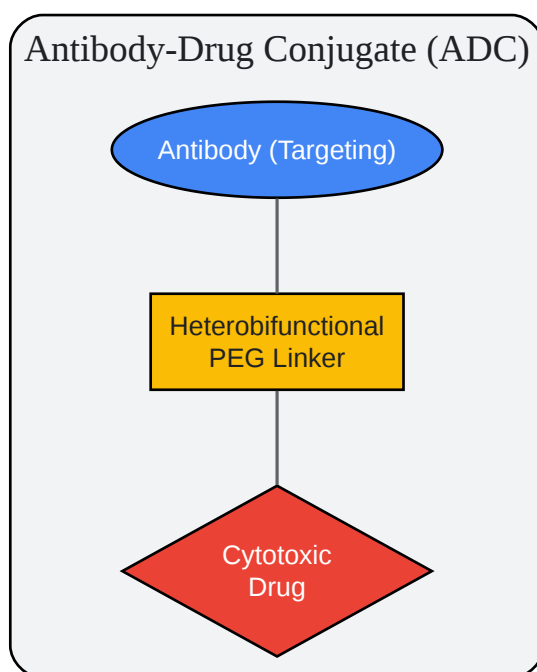 Antibody-Drug Conjugate (ADC)
Antibody (Targeting)
Heterobifunctional
PEG Linker
Cytotoxic
Drug